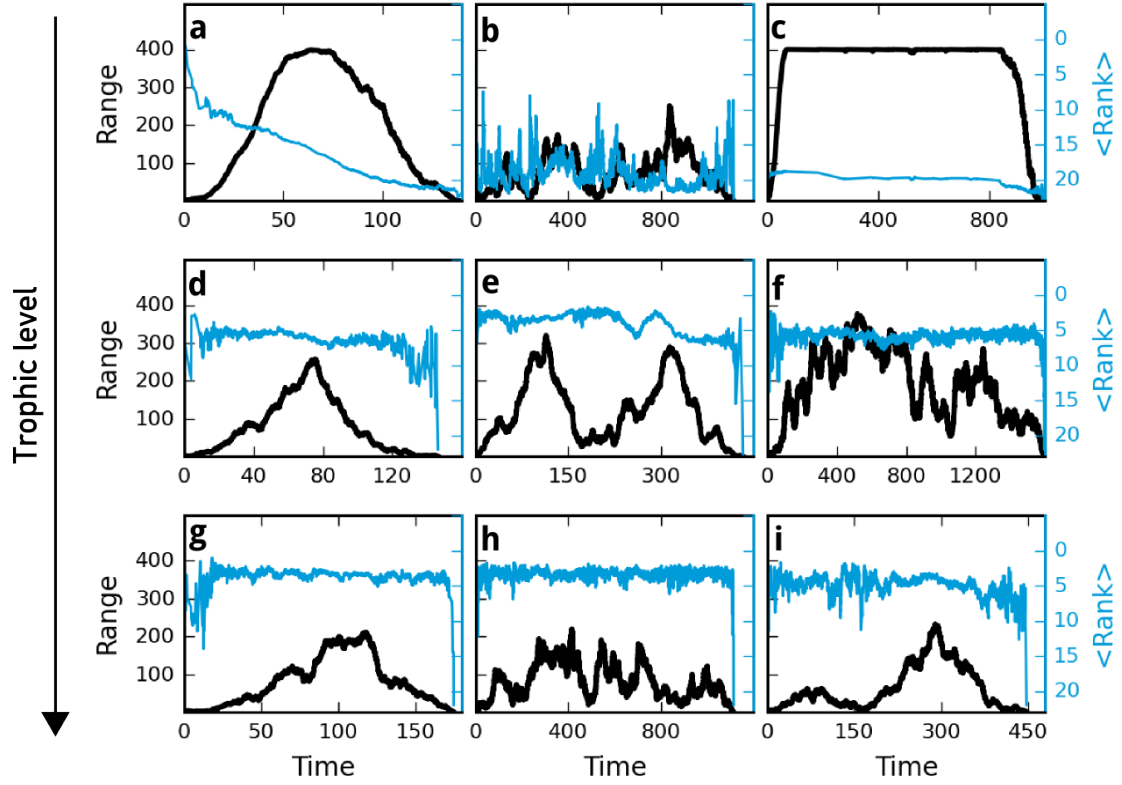 a b c
400 300 200 100
Range
0 5 10 15 20
<Rank>
0 50 100
0 400 800
0 400 800
Trophic level
d e f
400 300 200 100
Range
0 5 10 15 20
<Rank>
0 40 80 120
0 150 300
0 400 800 1200
g h i
400 300 200 100
Range
0 5 10 15 20
<Rank>
0 50 100 150
0 400 800
0 150 300 450
Time Time Time